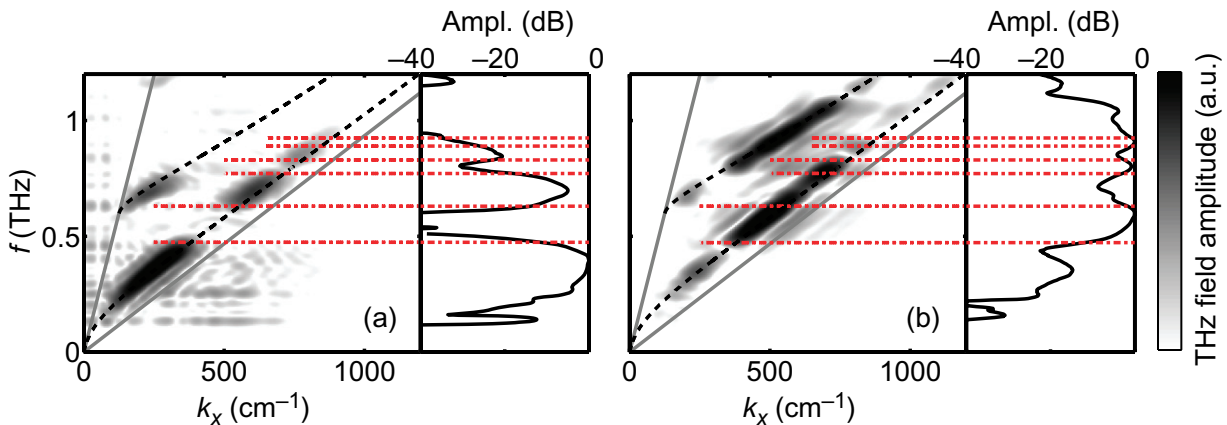 Ampl. (dB) Ampl. (dB)
–40 –20 0 –40 –20 0
1
0.5
0
f (THz)
(a) (b)
0 500 1000 0 500 1000
kx (cm–1) kx (cm–1)
THz field amplitude (a.u.)